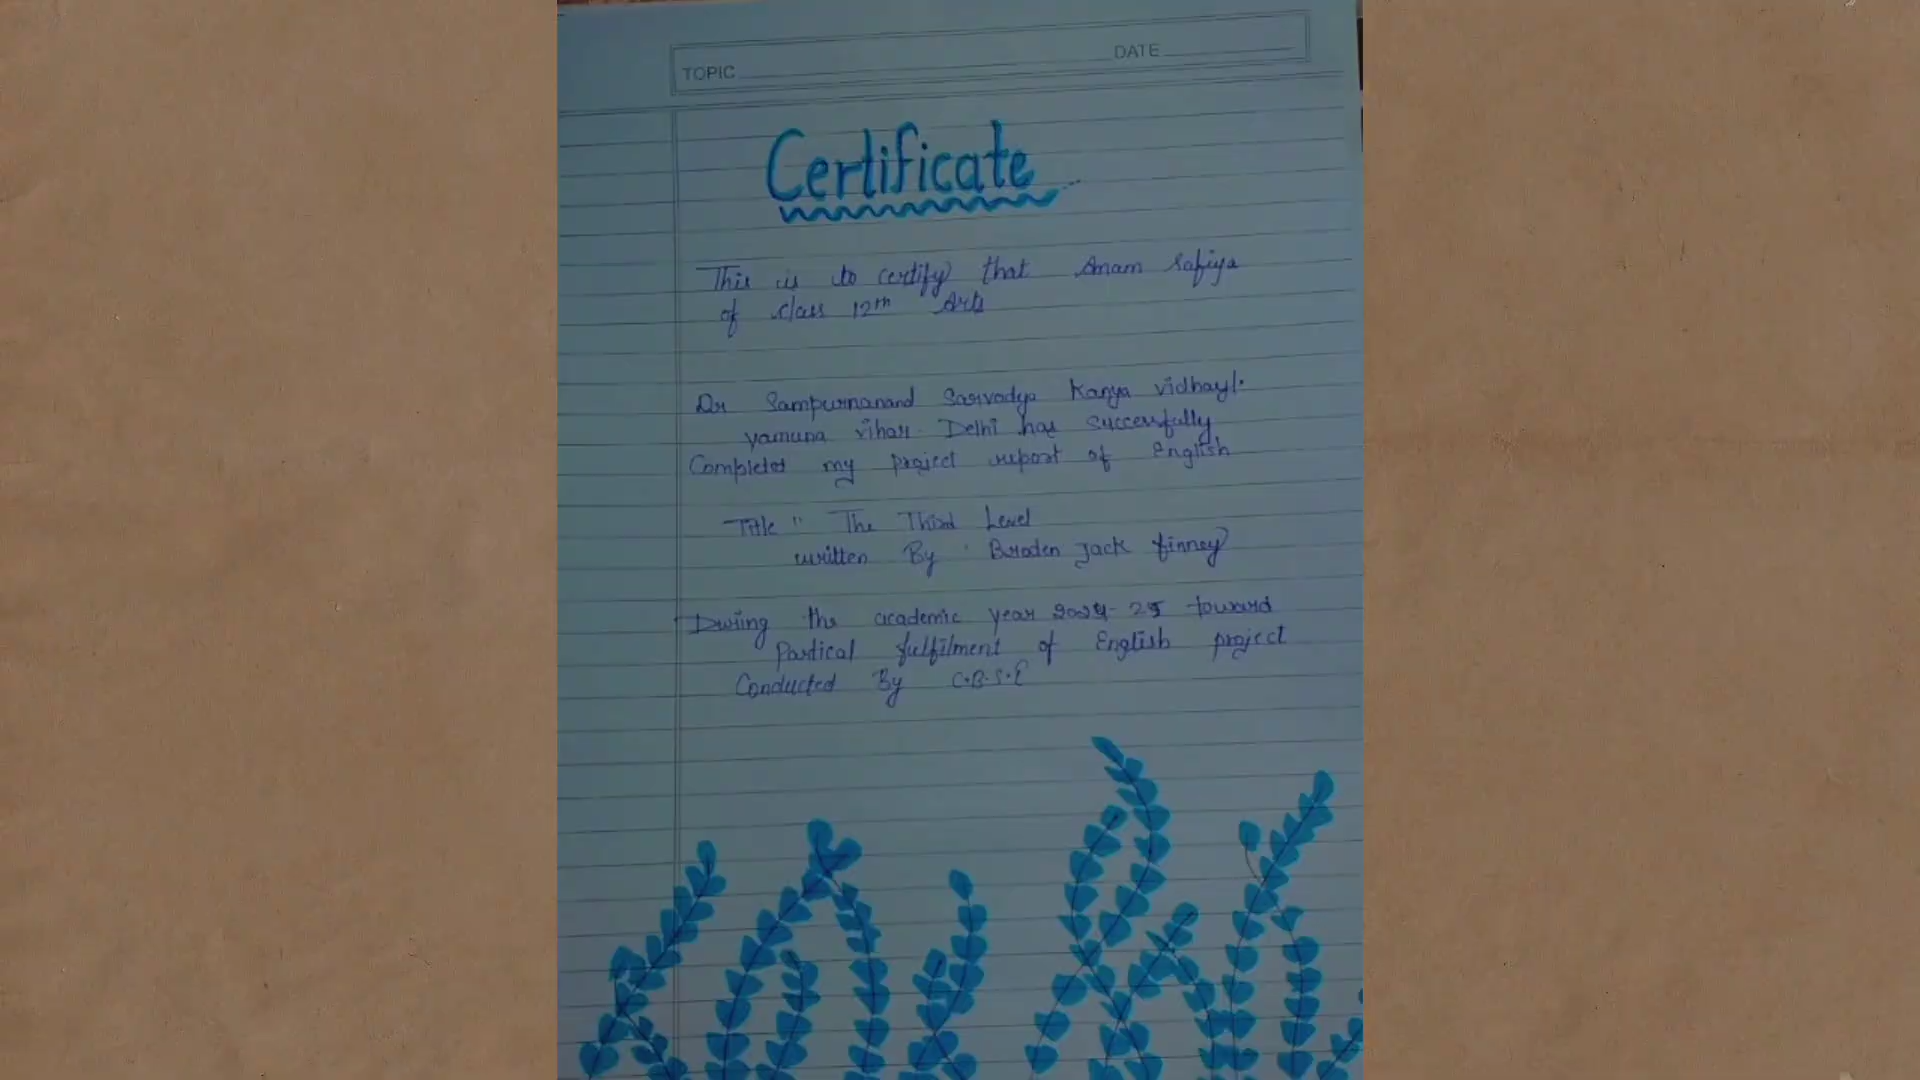 TOPIC DATE
Certificate
This is to certify that Anam Safiya
of class 12th Arts
Dr Sampurnanand Sarvodya Kanya vidhayl.
yamuna vihar Delhi has successfully
Completed my project report of English
Title " The Third Level
written By Braden Jack finney
During the academic year 2024-25 toward
Partical fulfilment of English project
Conducted By C.B.S.E